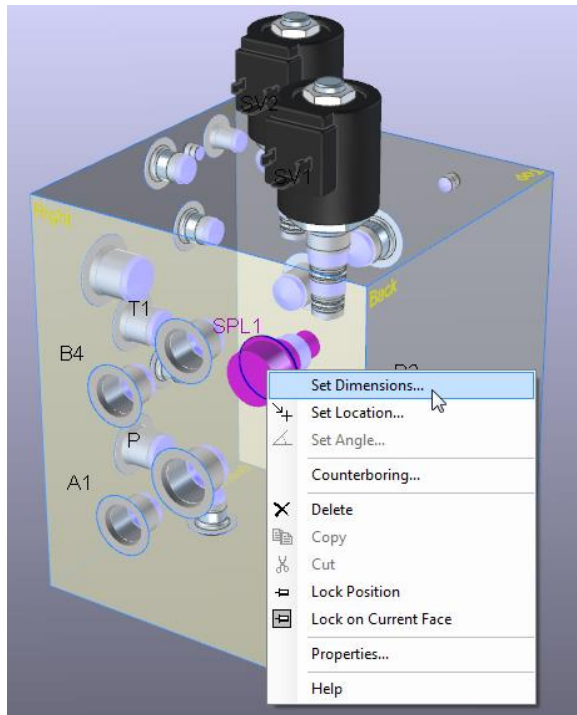 SV2
SV1
Right
Back
T1
SPL1
B4
P
A1
Set Dimensions...
Set Location...
Set Angle...
Counterboring...
Delete
Copy
Cut
Lock Position
Lock on Current Face
Properties...
Help